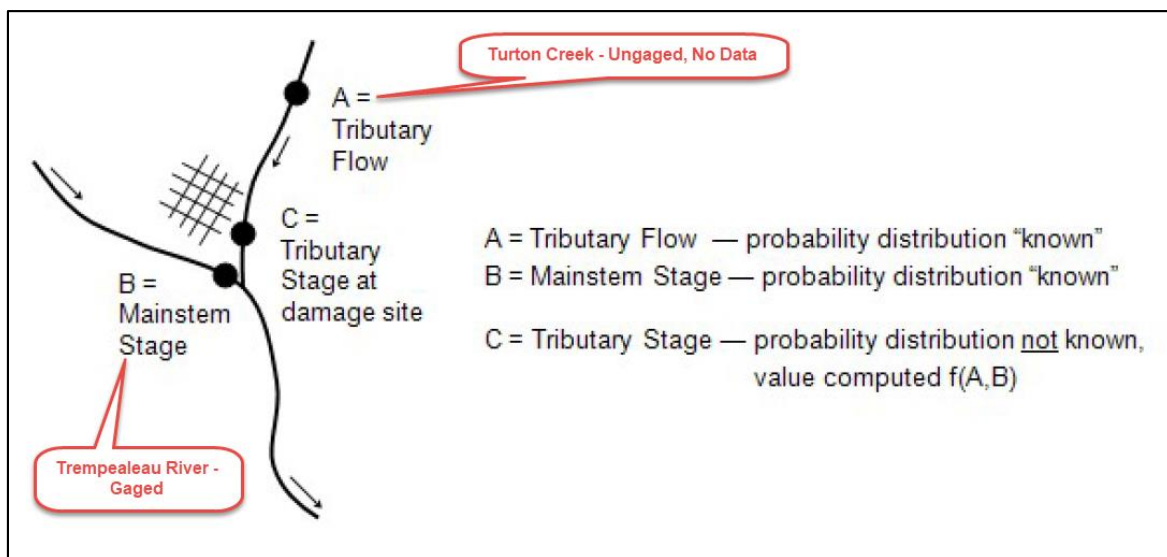 Turton Creek - Ungaged, No Data
A =
Tributary
Flow
C =
Tributary
Stage at
damage site
B =
Mainstem
Stage
Trempealeau River -
Gaged
A = Tributary Flow — probability distribution “known”
B = Mainstem Stage — probability distribution “known”
C = Tributary Stage — probability distribution not known,
value computed f(A,B)